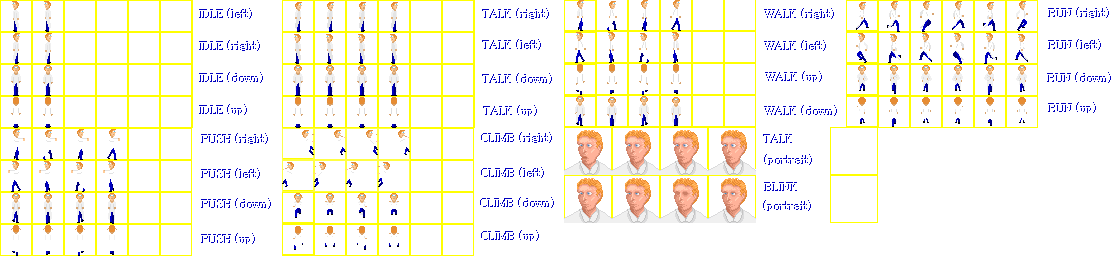 IDLE (left)
IDLE (right)
IDLE (down)
IDLE (up)
PUSH (right)
PUSH (left)
PUSH (down)
PUSH (up)
TALK (right)
TALK (left)
TALK (down)
TALK (up)
CLIMB (right)
CLIMB (left)
CLIMB (down)
CLIMB (up)
WALK (right)
WALK (left)
WALK (up)
WALK (down)
TALK
(portrait)
BLINK
(portrait)
RUN (right)
RUN (left)
RUN (down)
RUN (up)